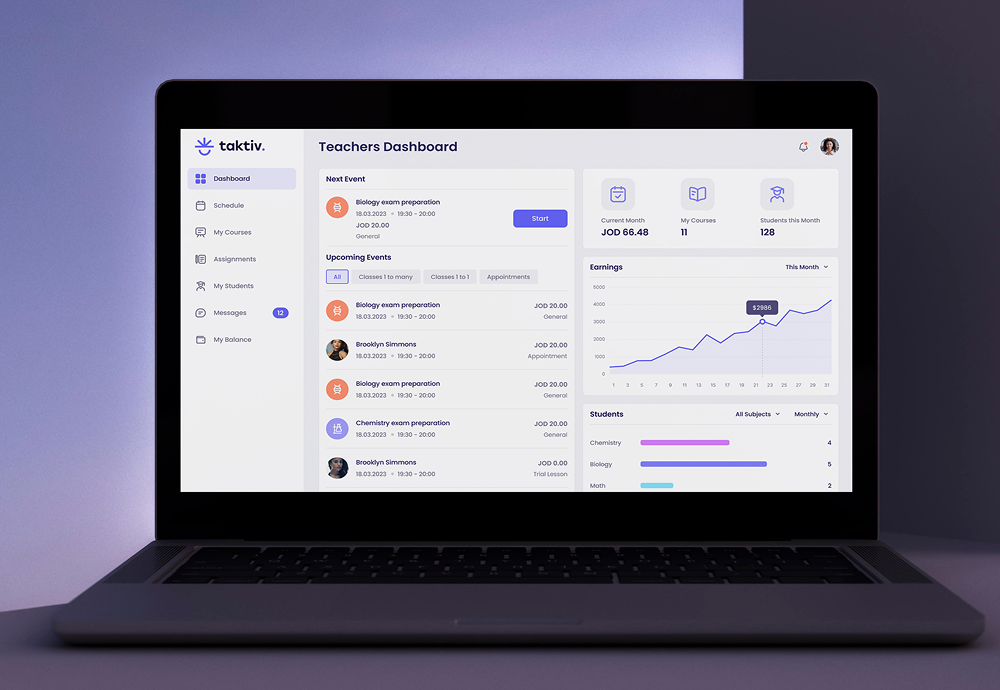 taktiv.
Dashboard
Schedule
My Courses
Assignments
My Students
Messages 12
My Balance
Teachers Dashboard
Next Event
Biology exam preparation
18.03.2023 19:30 - 20:00
JOD 20.00
General
Start
Upcoming Events
All Classes 1 to many Classes 1 to 1 Appointments
Biology exam preparation JOD 20.00
18.03.2023 19:30 - 20:00 General
Brooklyn Simmons JOD 20.00
18.03.2023 19:30 - 20:00 Appointment
Biology exam preparation JOD 20.00
18.03.2023 19:30 - 20:00 General
Chemistry exam preparation JOD 20.00
18.03.2023 19:30 - 20:00 General
Brooklyn Simmons JOD 0.00
18.03.2023 19:30 - 20:00 Trial Lesson
Current Month My Courses Students this Month
JOD 66.48 11 128
Earnings This Month
5000
4000
$2986
3000
2000
1000
0
1 3 5 7 9 11 13 15 17 19 21 23 25 27 29 31
Students All Subjects Monthly
Chemistry 4
Biology 5
Math 2